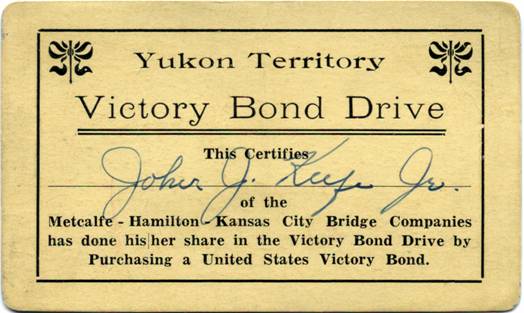 Yukon Territory
Victory Bond Drive
This Certifies
John J. Keefe Jr.
of the
Metcalfe - Hamilton - Kansas City Bridge Companies
has done his|her share in the Victory Bond Drive by
Purchasing a United States Victory Bond.